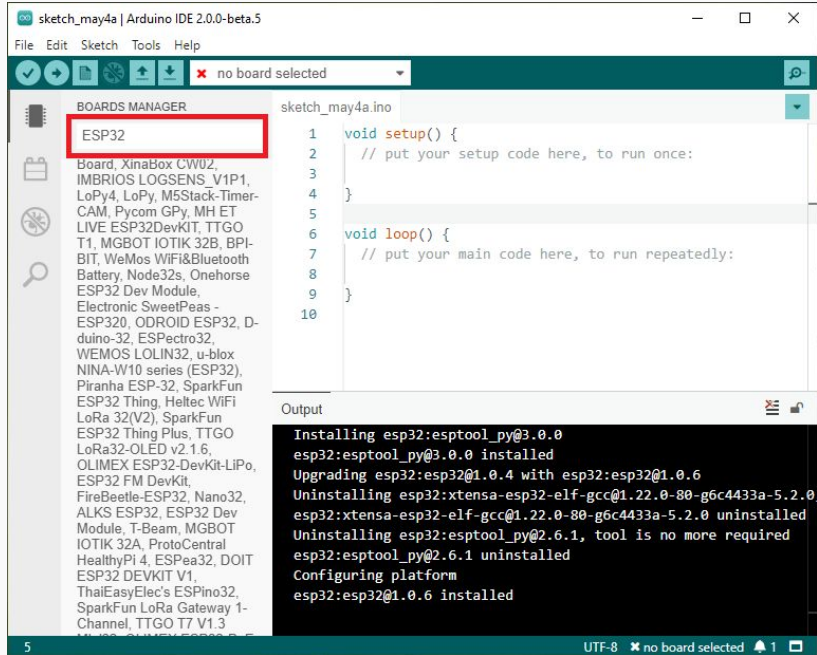 sketch_may4a | Arduino IDE 2.0.0-beta.5
File Edit Sketch Tools Help
no board selected
BOARDS MANAGER
ESP32
Board, XinaBox CW02,
IMBRIOS LOGSENS_V1P1,
LoPy4, LoPy, M5Stack-Timer-
CAM, Pycom GPy, MH ET
LIVE ESP32DevKIT, TTGO
T1, MGBOT IOTIK 32B, BPI-
BIT, WeMos WiFi&Bluetooth
Battery, Node32s, Onehorse
ESP32 Dev Module,
Electronic SweetPeas -
ESP320, ODROID ESP32, D-
duino-32, ESPectro32,
WEMOS LOLIN32, u-blox
NINA-W10 series (ESP32),
Piranha ESP-32, SparkFun
ESP32 Thing, Heltec WiFi
LoRa 32(V2), SparkFun
ESP32 Thing Plus, TTGO
LoRa32-OLED v2.1.6,
OLIMEX ESP32-DevKit-LiPo,
ESP32 FM DevKit,
FireBeetle-ESP32, Nano32,
ALKS ESP32, ESP32 Dev
Module, T-Beam, MGBOT
IOTIK 32A, ProtoCentral
HealthyPi 4, ESPea32, DOIT
ESP32 DEVKIT V1,
ThaiEasyElec's ESPino32,
SparkFun LoRa Gateway 1-
Channel, TTGO T7 V1.3
sketch_may4a.ino
1 void setup() {
2 // put your setup code here, to run once:
3
4 }
5
6 void loop() {
7 // put your main code here, to run repeatedly:
8
9 }
10
Output
Installing esp32:esptool_py@3.0.0
esp32:esptool_py@3.0.0 installed
Upgrading esp32:esp32@1.0.4 with esp32:esp32@1.0.6
Uninstalling esp32:xtensa-esp32-elf-gcc@1.22.0-80-g6c4433a-5.2.0,
esp32:xtensa-esp32-elf-gcc@1.22.0-80-g6c4433a-5.2.0 uninstalled
Uninstalling esp32:esptool_py@2.6.1, tool is no more required
esp32:esptool_py@2.6.1 uninstalled
Configuring platform
esp32:esp32@1.0.6 installed
5 UTF-8 no board selected 1